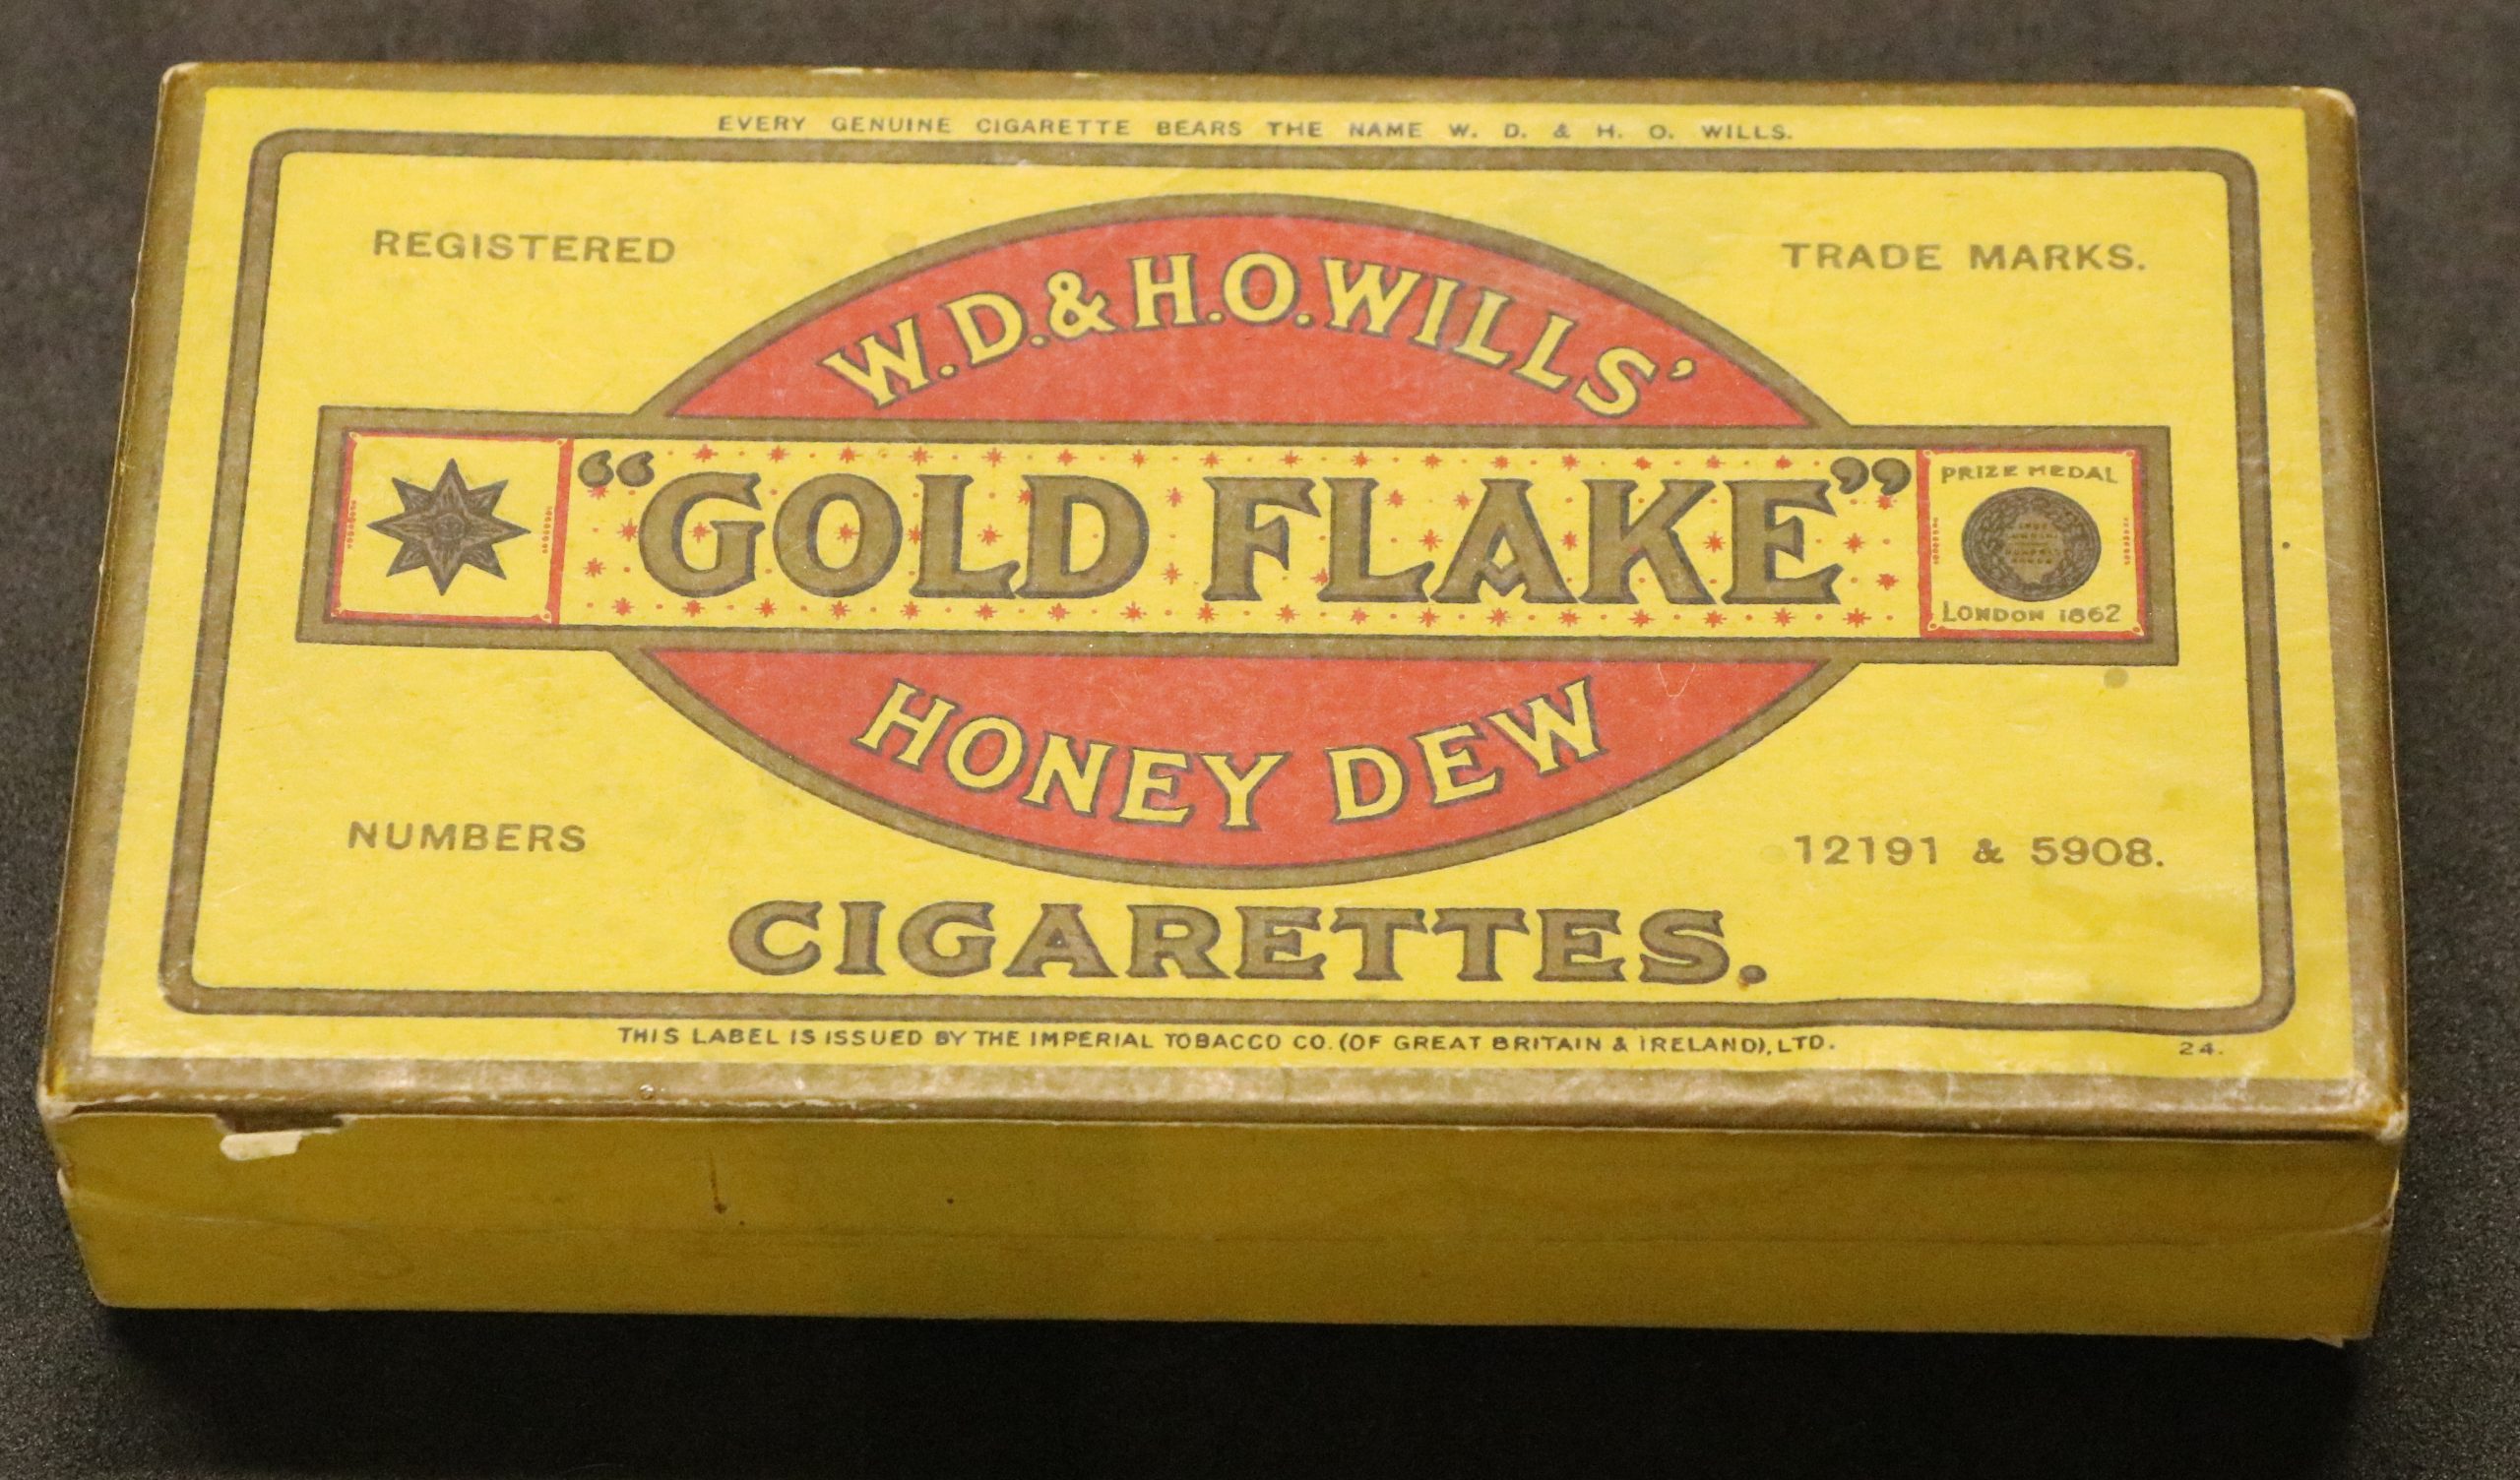 EVERY GENUINE CIGARETTE BEARS THE NAME W. D. & H. O. WILLS.
REGISTERED
TRADE MARKS.
W.D.&H.O.WILLS'
“GOLD FLAKE”
PRIZE MEDAL
LONDON 1862
HONEY DEW
NUMBERS
12191 & 5908.
CIGARETTES.
THIS LABEL IS ISSUED BY THE IMPERIAL TOBACCO CO. (OF GREAT BRITAIN & IRELAND), LTD.
24.